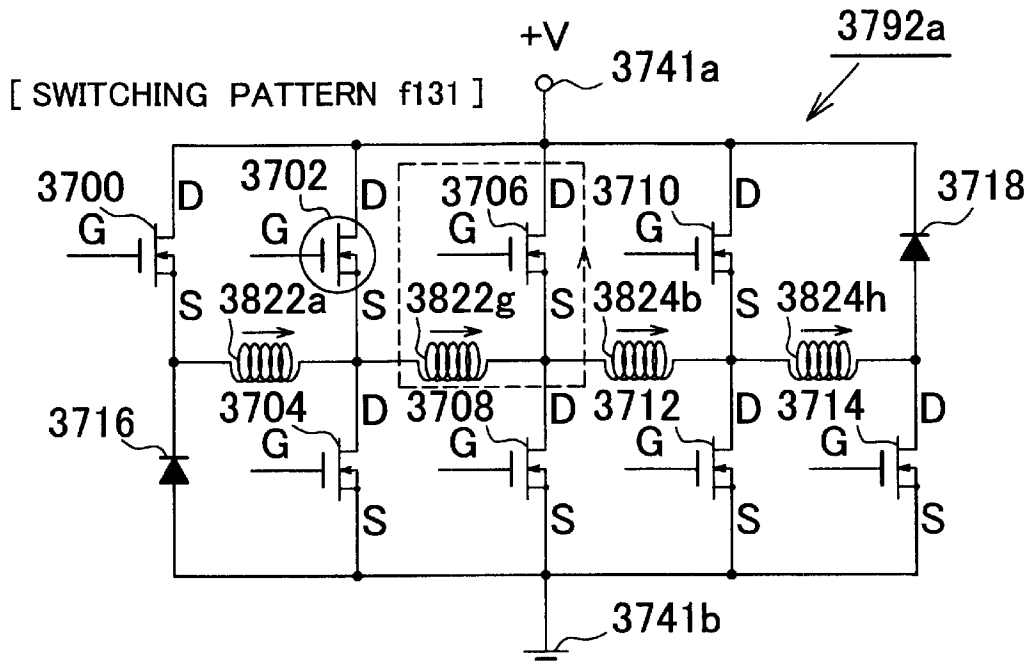 3792a
+V
3741a
[ SWITCHING PATTERN f131 ]
3700
D
G
S
3702
D
G
S
3706
D
G
S
3710
D
G
S
3718
3822a
3822g
3824b
3824h
3716
3704
D
G
S
3708
D
G
S
3712
D
G
S
3714
D
G
S
3741b